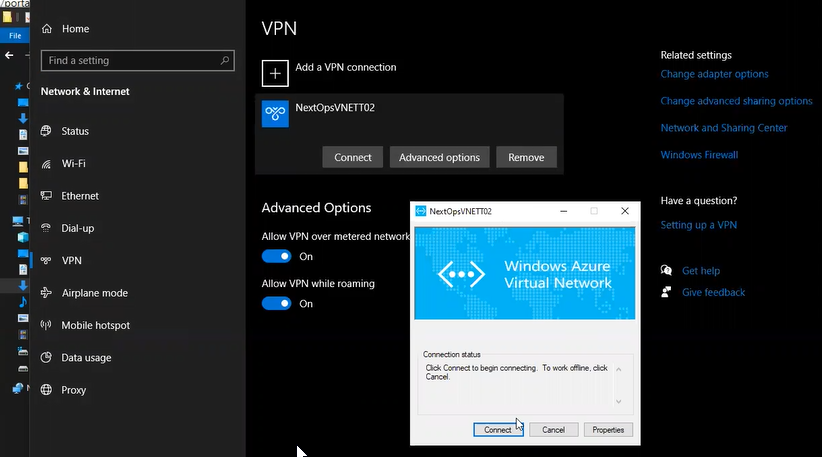 /porta
File
Home
Find a setting
Network & Internet
Status
Wi-Fi
Ethernet
Dial-up
VPN
Airplane mode
Mobile hotspot
Data usage
Proxy
VPN
Add a VPN connection
NextOpsVNETT02
Connect
Advanced options
Remove
Advanced Options
Allow VPN over metered network
On
Allow VPN while roaming
On
NextOpsVNETT02
Windows Azure
Virtual Network
Connection status
Click Connect to begin connecting. To work offline, click
Cancel.
Connect
Cancel
Properties
Related settings
Change adapter options
Change advanced sharing options
Network and Sharing Center
Windows Firewall
Have a question?
Setting up a VPN
Get help
Give feedback